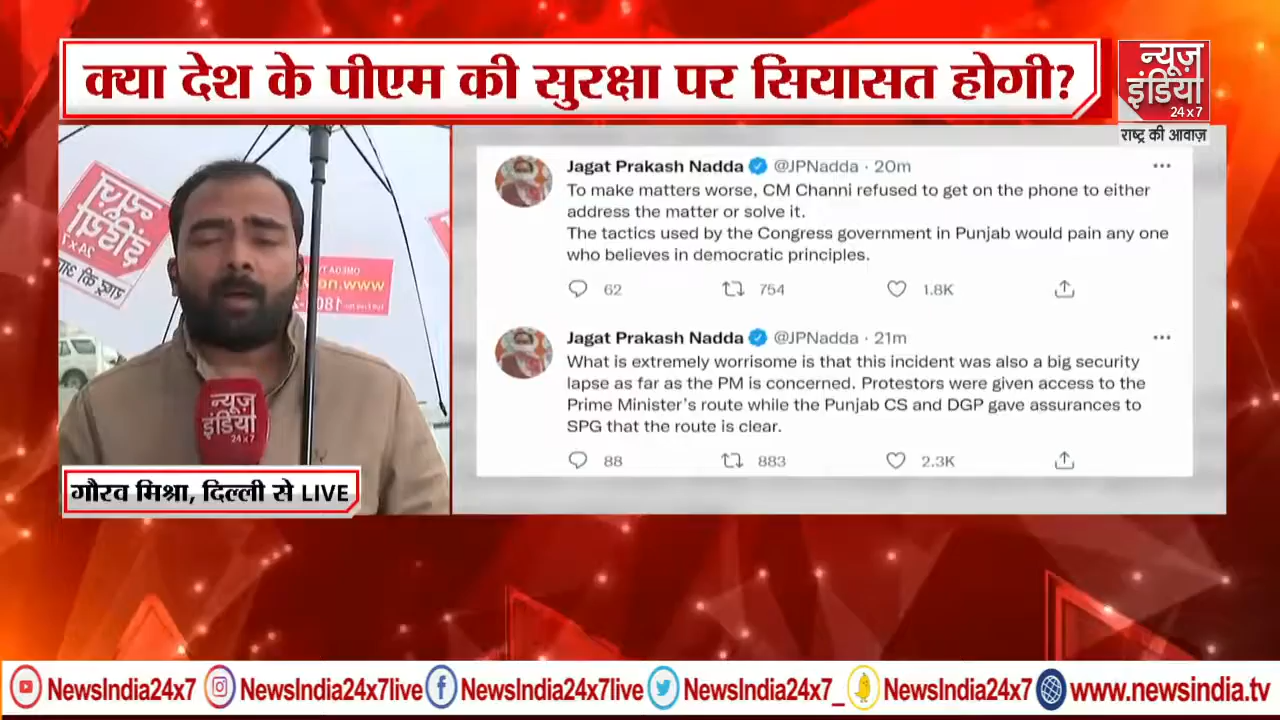 क्या देश के पीएम की सुरक्षा पर सियासत होगी?
न्यूज़
इंडिया
24x7
राष्ट्र की आवाज़
Jagat Prakash Nadda @JPNadda · 20m
To make matters worse, CM Channi refused to get on the phone to either
address the matter or solve it.
The tactics used by the Congress government in Punjab would pain any one
who believes in democratic principles.
62 754 1.8K
Jagat Prakash Nadda @JPNadda · 21m
What is extremely worrisome is that this incident was also a big security
lapse as far as the PM is concerned. Protestors were given access to the
Prime Minister's route while the Punjab CS and DGP gave assurances to
SPG that the route is clear.
88 883 2.3K
न्यूज़
इंडिया
24x7
गौरव मिश्रा, दिल्ली से LIVE
NewsIndia24x7 NewsIndia24x7live NewsIndia24x7live NewsIndia24x7_ NewsIndia24x7 www.newsindia.tv